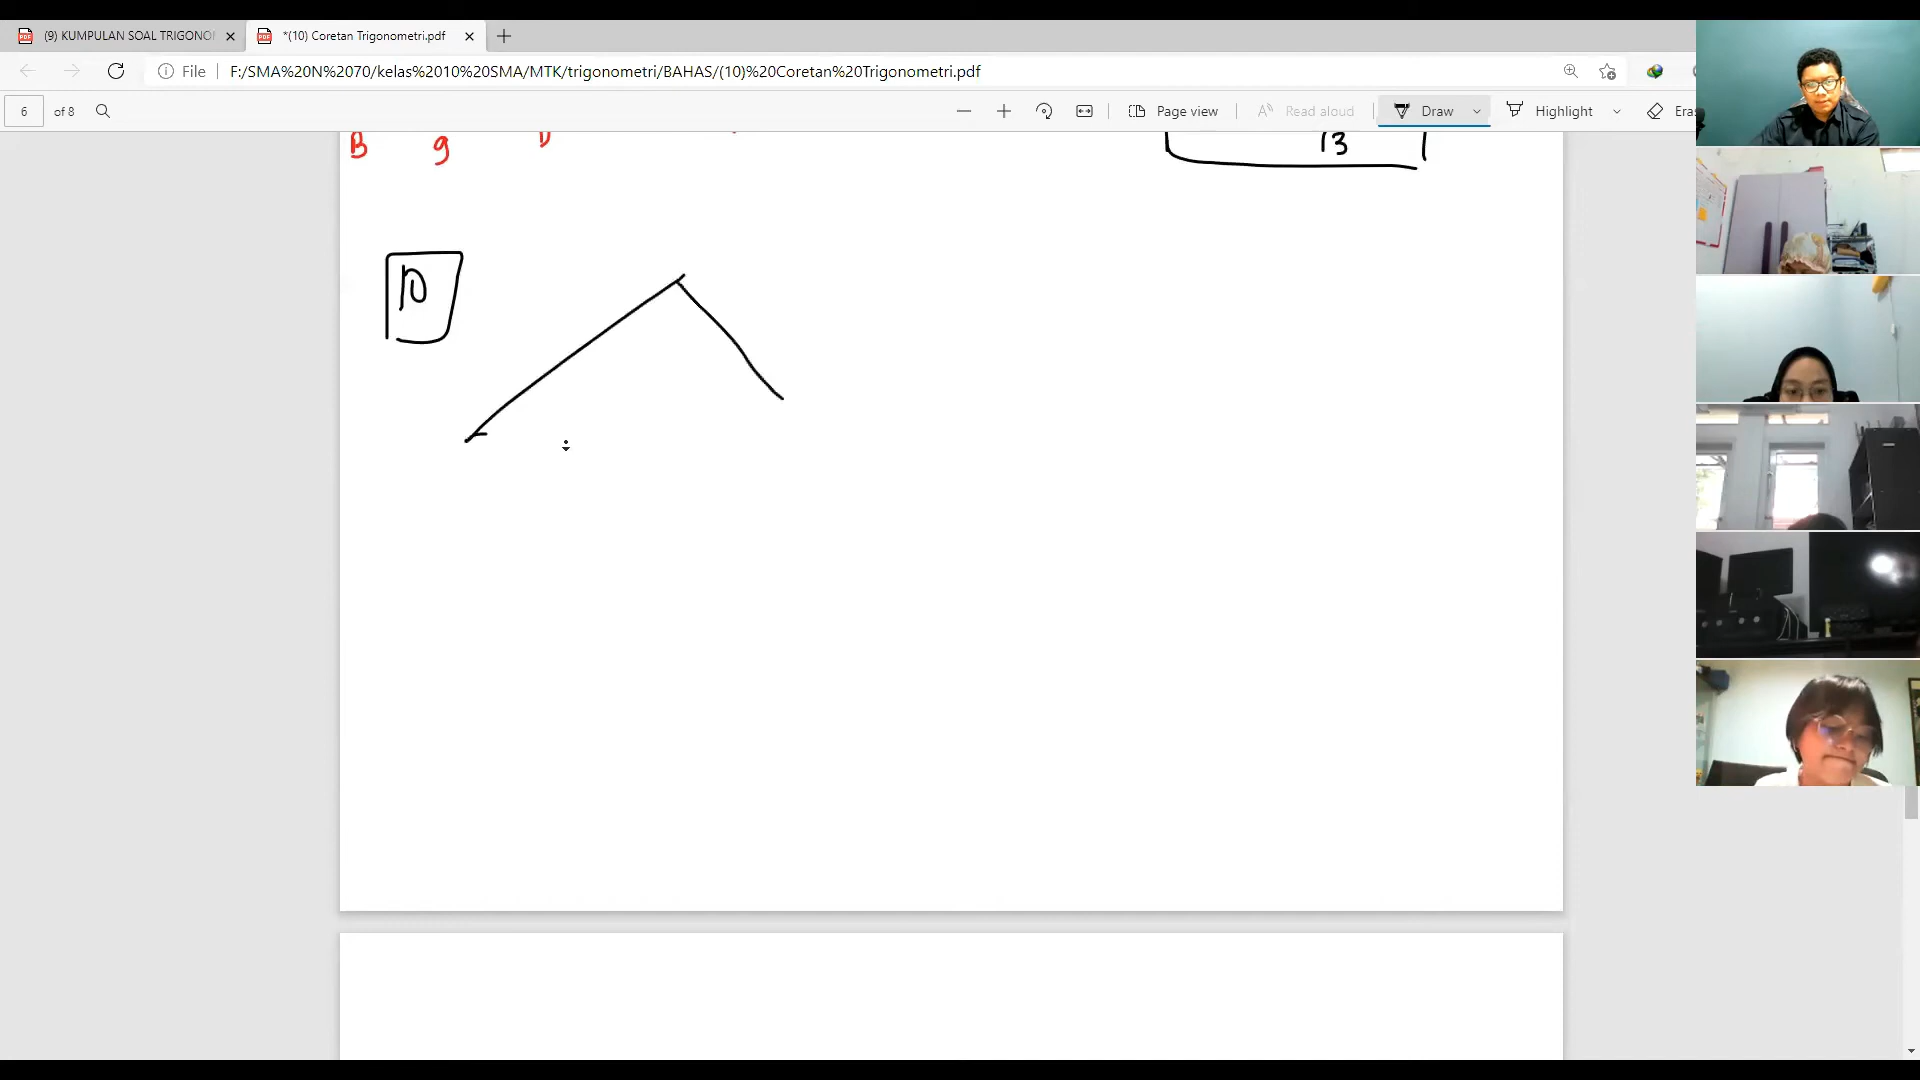 (9) KUMPULAN SOAL TRIGONO
*(10) Coretan Trigonometri.pdf
File
F:/SMA%20N%2070/kelas%2010%20SMA/MTK/trigonometri/BAHAS/(10)%20Coretan%20Trigonometri.pdf
6 of 8
Page view
Read aloud
Draw
Highlight
Eras
B 9 D
13
10